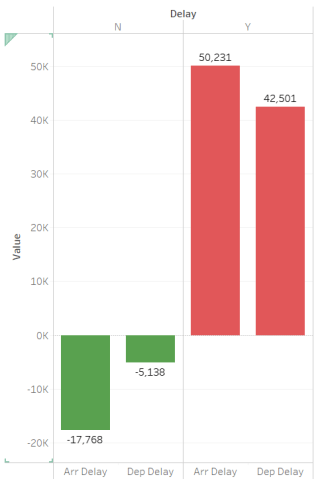 Delay
N Y
50K
40K
30K
20K
10K
0K
-10K
-20K
Value
50,231
42,501
-5,138
-17,768
Arr Delay Dep Delay Arr Delay Dep Delay